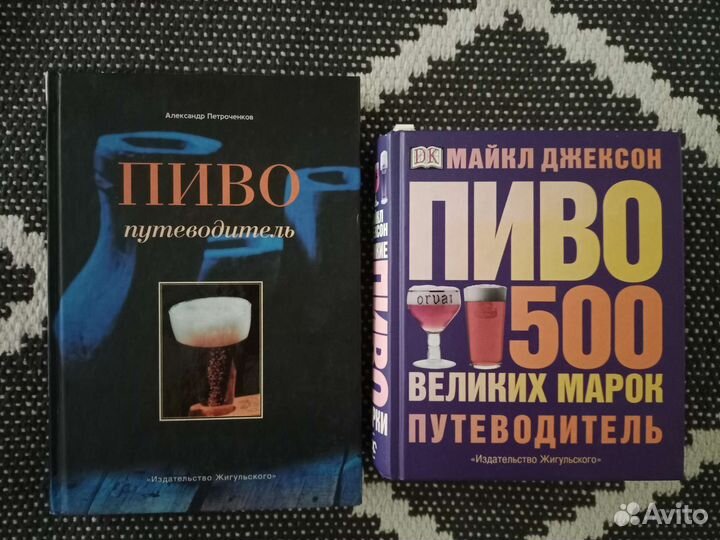 Александр Петроченков
ПИВО
путеводитель
«Издательство Жигульского»
DK
МАЙКЛ ДЖЕКСОН
ПИВО
orval
500
ВЕЛИКИХ МАРОК
ПУТЕВОДИТЕЛЬ
«Издательство Жигульского»
Avito